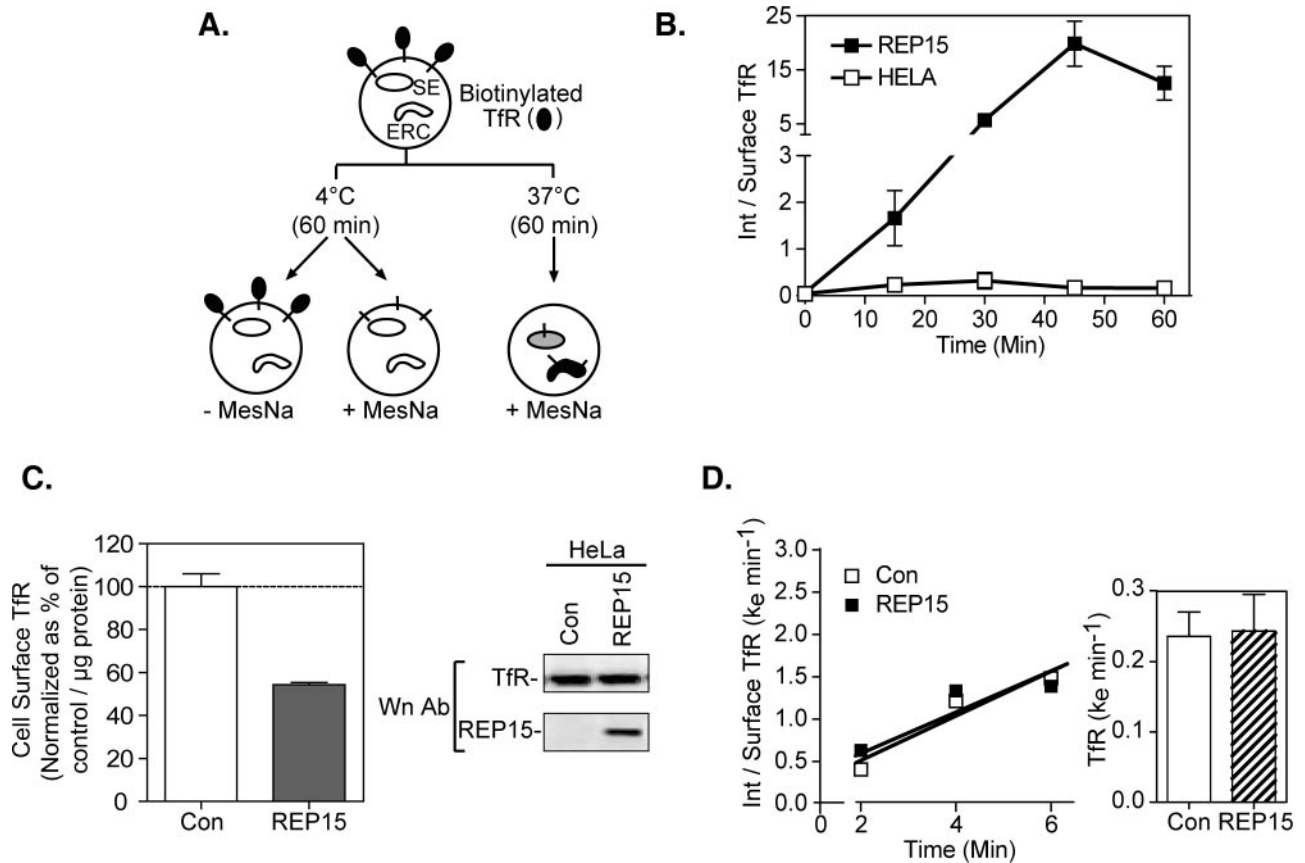 A.
SE
ERC
Biotinylated
TfR ( )
4°C
(60 min)
37°C
(60 min)
- MesNa
+ MesNa
+ MesNa
B.
Int / Surface TfR
25
15
5
3
2
1
0
REP15
HELA
0 10 20 30 40 50 60
Time (Min)
C.
Cell Surface TfR
(Normalized as % of
control / µg protein)
120
100
80
60
40
20
0
Con REP15
HeLa
Con
REP15
Wn Ab
TfR-
REP15-
D.
Int / Surface TfR (ke min-1)
3.0
2.5
2.0
1.5
1.0
0.5
0.0
Con
REP15
0 2 4 6
Time (Min)
TfR (ke min-1)
0.3
0.2
0.1
0.0
Con REP15